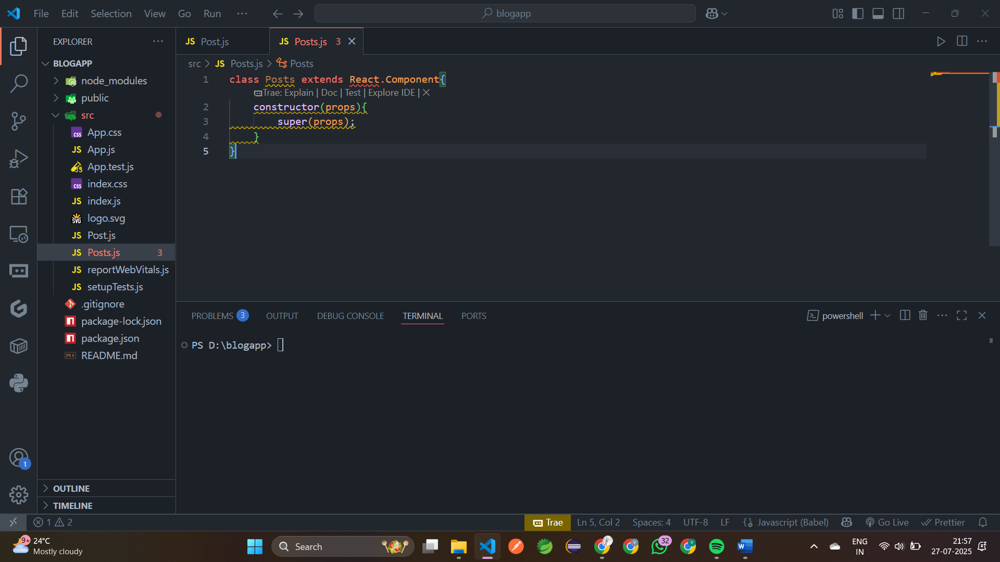 File Edit Selection View Go Run ··· blogapp
EXPLORER ···
BLOGAPP
node_modules
public
src
App.css
App.js
App.test.js
index.css
index.js
logo.svg
Post.js
Posts.js 3
reportWebVitals.js
setupTests.js
.gitignore
package-lock.json
package.json
README.md
OUTLINE
TIMELINE
JS Post.js JS Posts.js 3
src > JS Posts.js > Posts
1 class Posts extends React.Component{
Trae: Explain | Doc | Test | Explore IDE | X
2 constructor(props){
3 super(props);
4 }
5 }
PROBLEMS 3 OUTPUT DEBUG CONSOLE TERMINAL PORTS powershell
PS D:\blogapp>
1 2 Trae Ln 5, Col 2 Spaces: 4 UTF-8 LF Javascript (Babel) Go Live Prettier
9+ 24°C
Mostly cloudy
Search
32
ENG
IN
21:57
27-07-2025